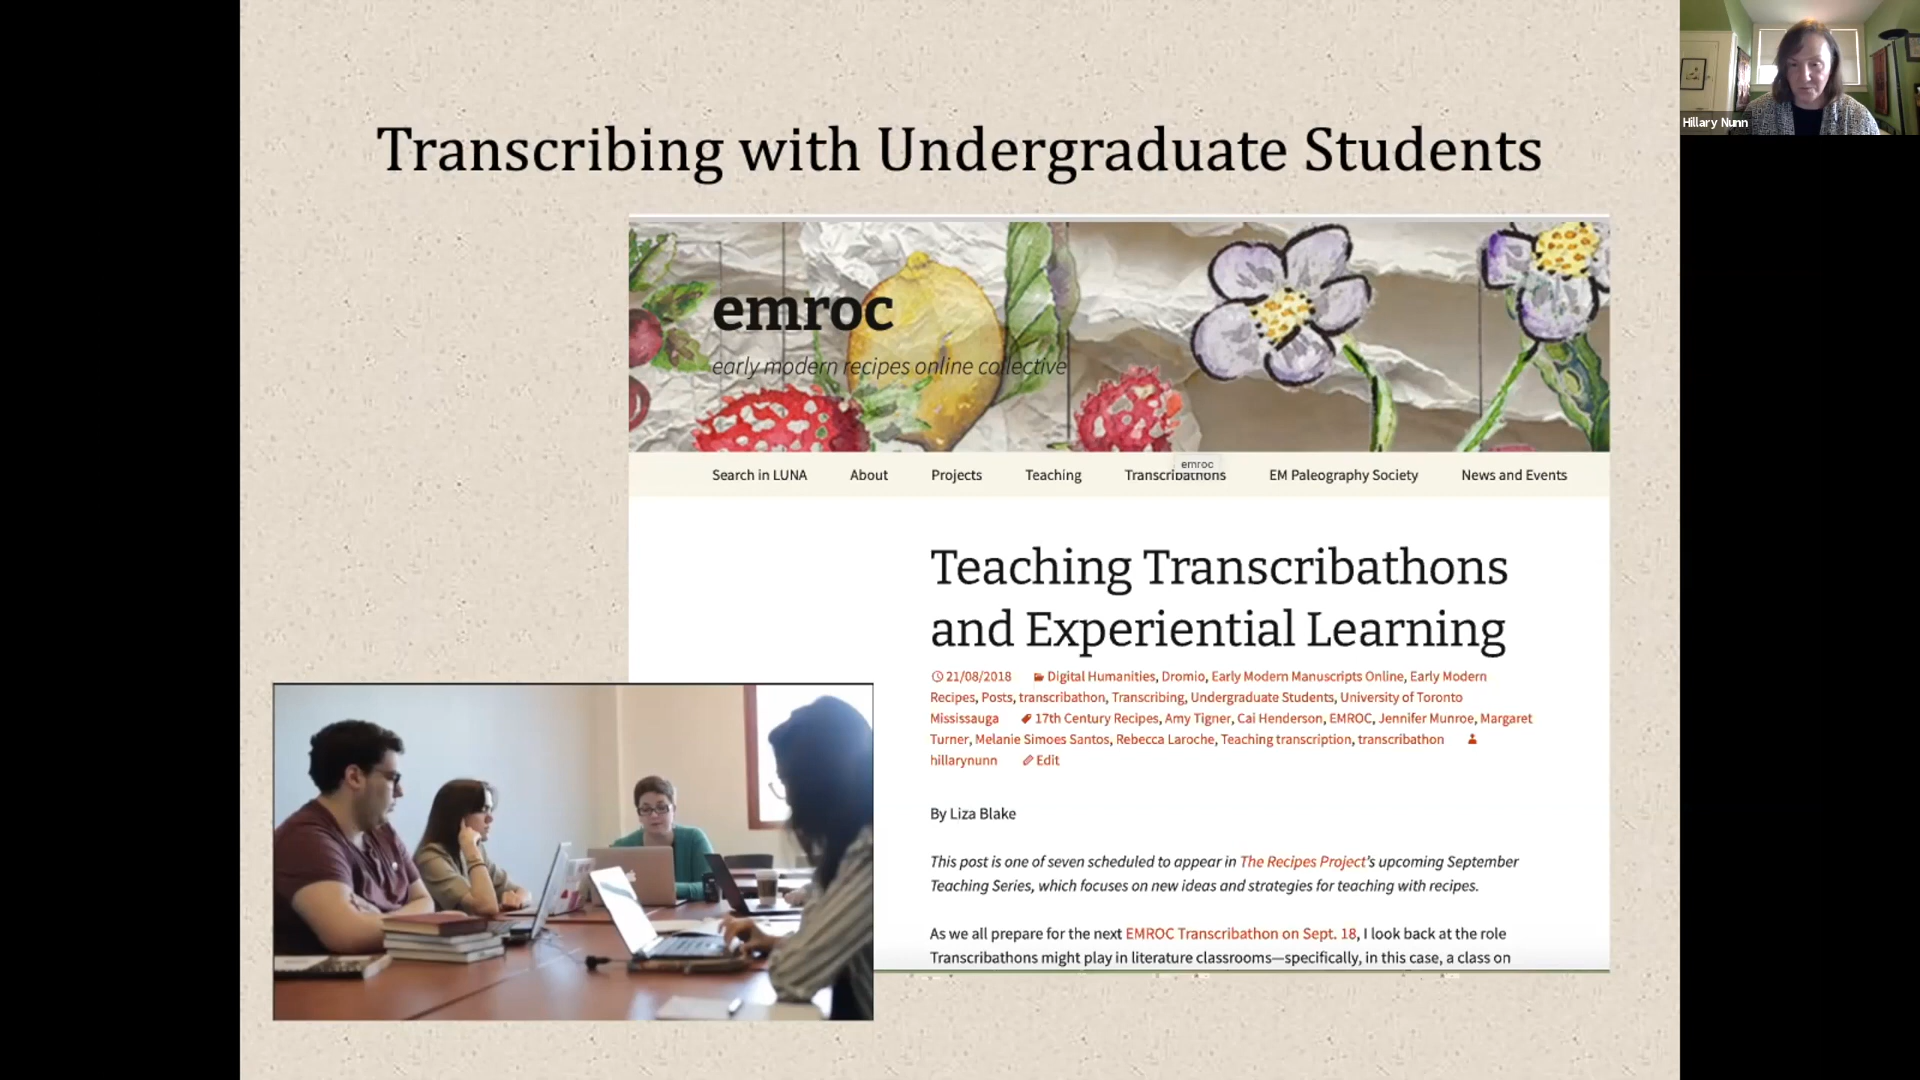 Hillary Nunn
Transcribing with Undergraduate Students
emroc
early modern recipes online collective
emroc
Search in LUNA About Projects Teaching Transcribathons EM Paleography Society News and Events
Teaching Transcribathons
and Experiential Learning
21/08/2018 Digital Humanities, Dromio, Early Modern Manuscripts Online, Early Modern
Recipes, Posts, transcribathon, Transcribing, Undergraduate Students, University of Toronto
Mississauga 17th Century Recipes, Amy Tigner, Cai Henderson, EMROC, Jennifer Munroe, Margaret
Turner, Melanie Simoes Santos, Rebecca Laroche, Teaching transcription, transcribathon
hillarynunn Edit
By Liza Blake
This post is one of seven scheduled to appear in The Recipes Project's upcoming September
Teaching Series, which focuses on new ideas and strategies for teaching with recipes.
As we all prepare for the next EMROC Transcribathon on Sept. 18, I look back at the role
Transcribathons might play in literature classrooms—specifically, in this case, a class on